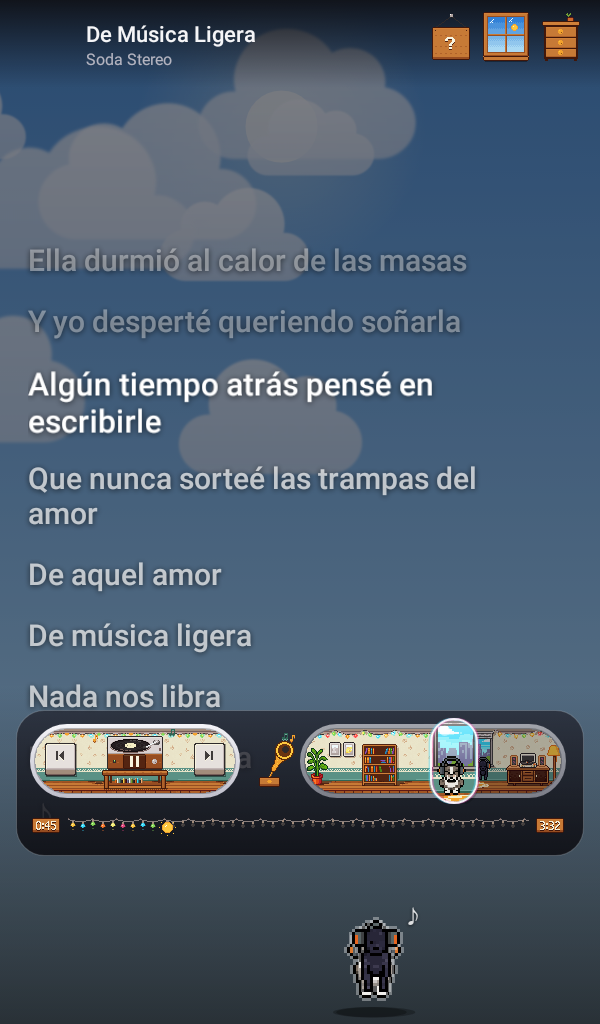 De Música Ligera
Soda Stereo
?
Ella durmió al calor de las masas
Y yo desperté queriendo soñarla
Algún tiempo atrás pensé en
escribirle
Que nunca sorteé las trampas del
amor
De aquel amor
De música ligera
Nada nos libra
0:45
3:32